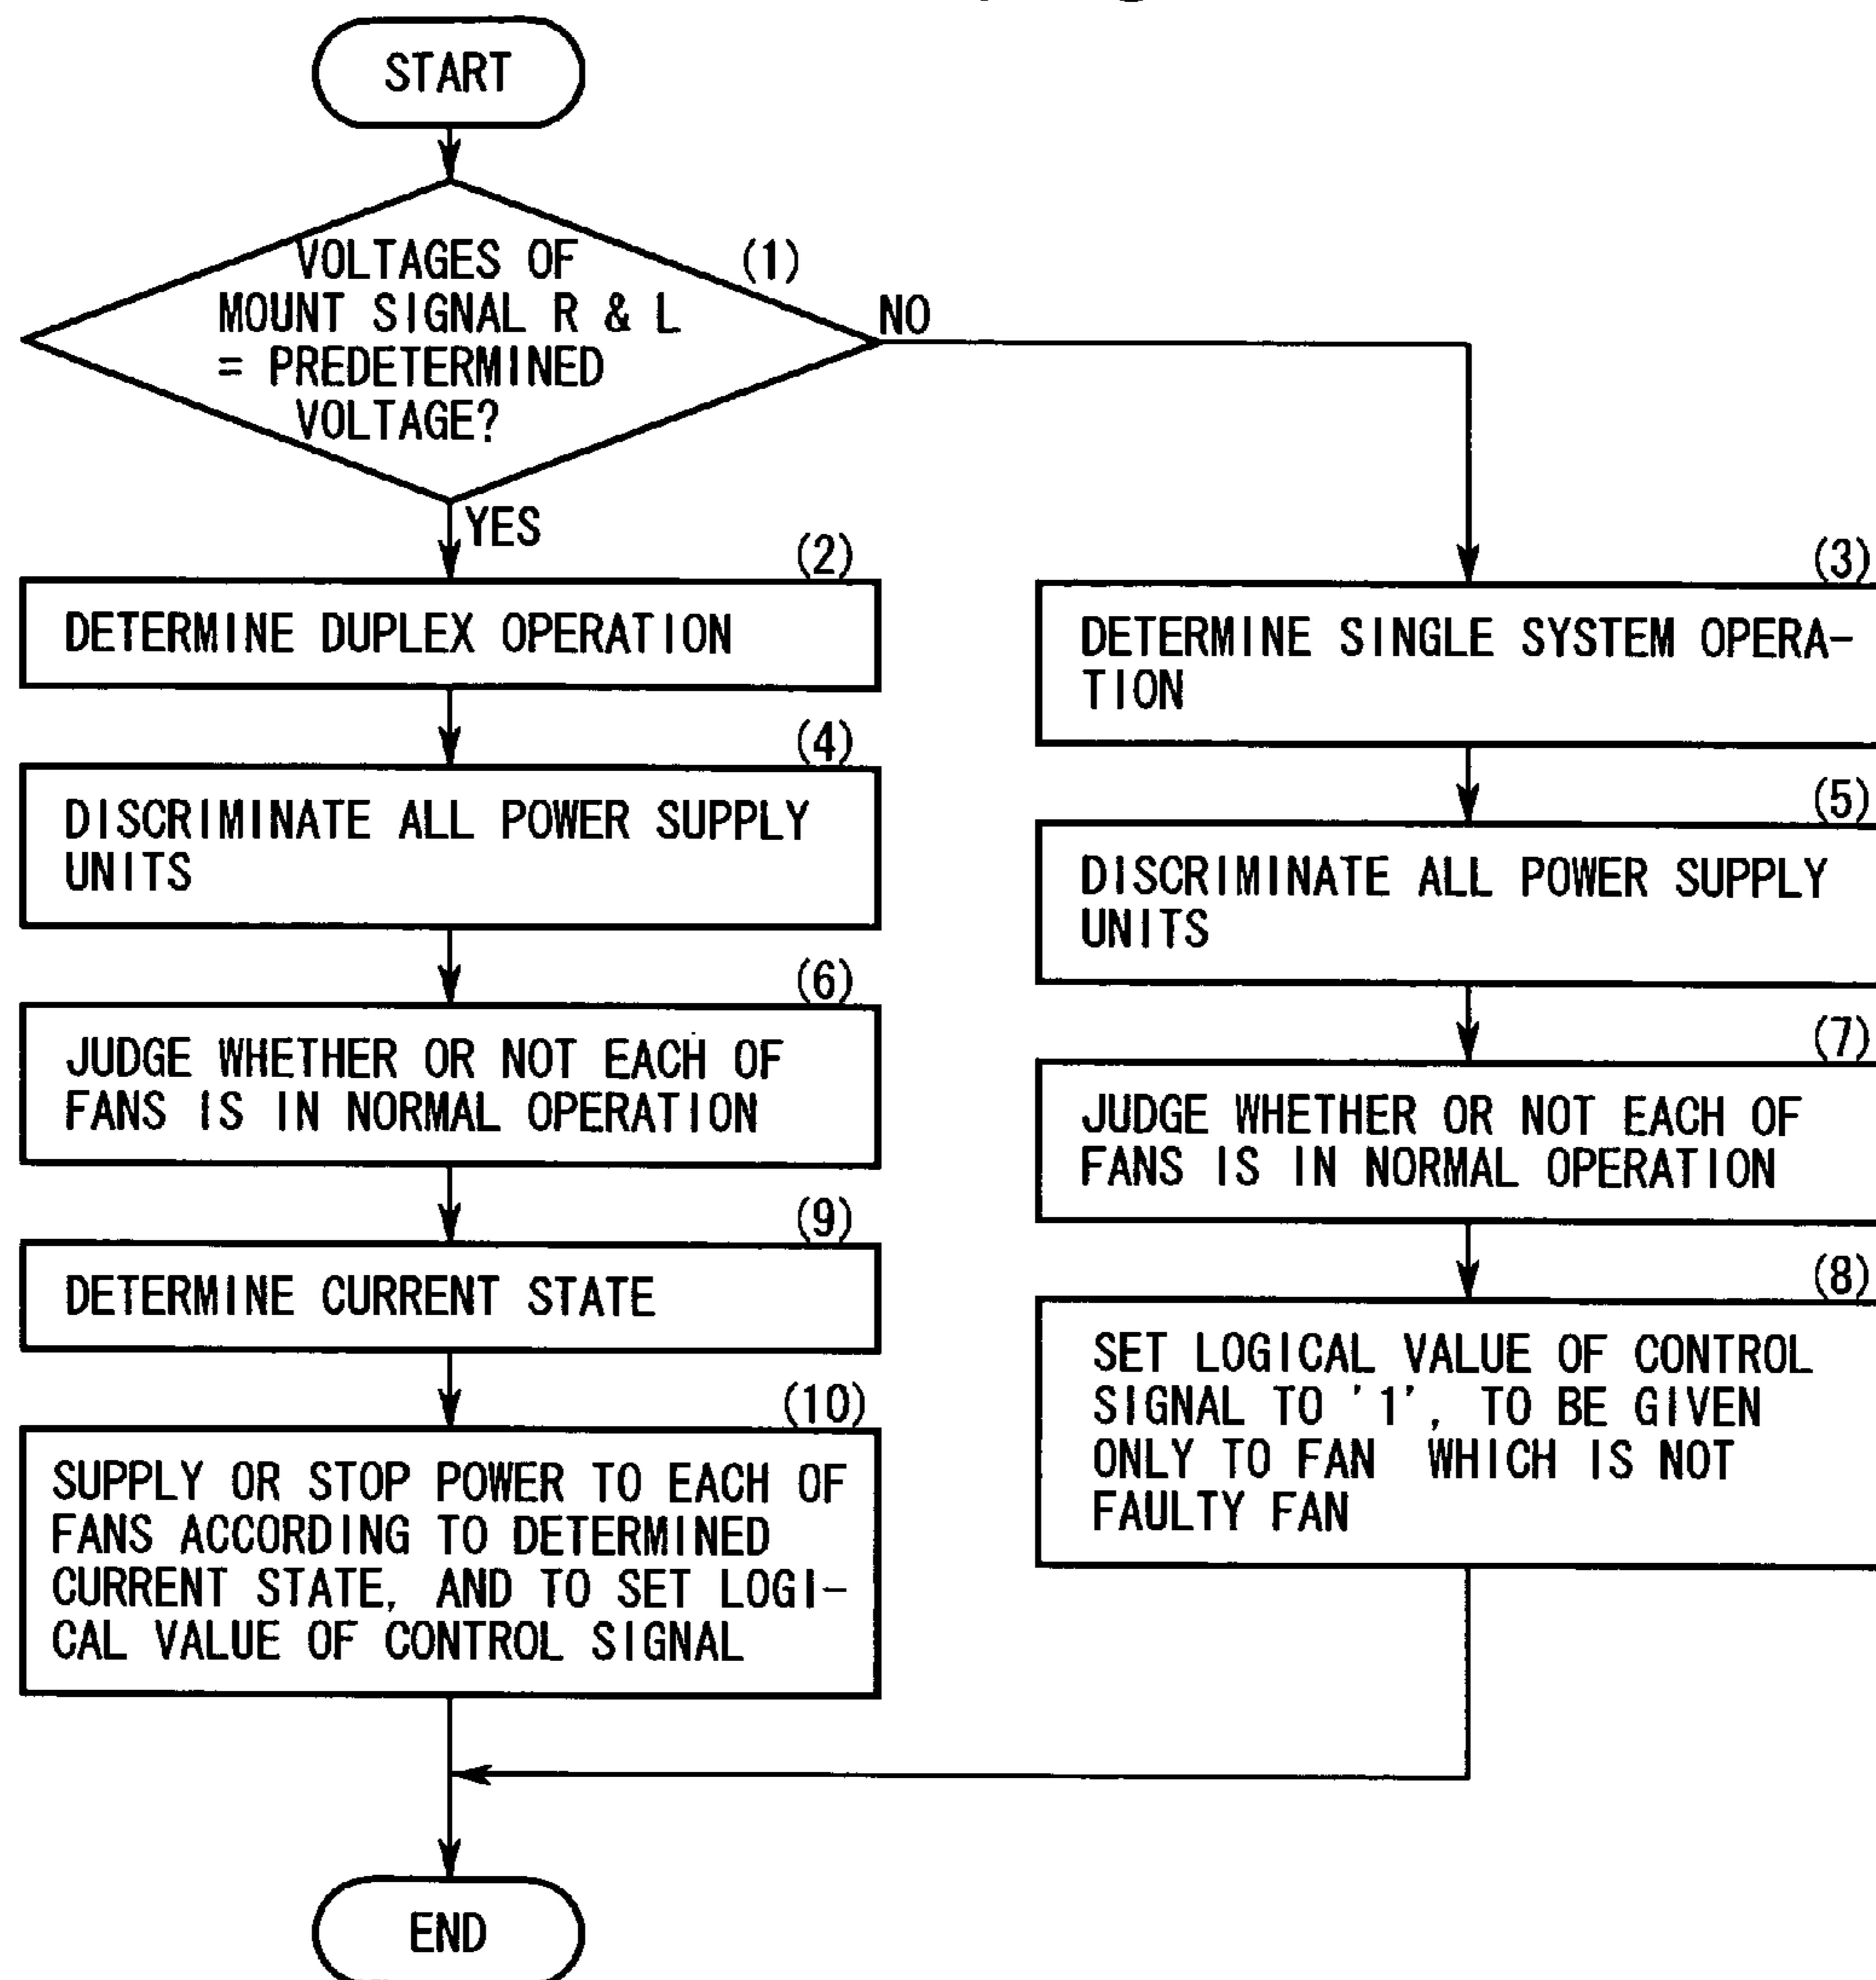 START
VOLTAGES OF
MOUNT SIGNAL R & L
= PREDETERMINED
VOLTAGE?
(1)
NO
YES
(2)
DETERMINE DUPLEX OPERATION
(4)
DISCRIMINATE ALL POWER SUPPLY
UNITS
(6)
JUDGE WHETHER OR NOT EACH OF
FANS IS IN NORMAL OPERATION
(9)
DETERMINE CURRENT STATE
(10)
SUPPLY OR STOP POWER TO EACH OF
FANS ACCORDING TO DETERMINED
CURRENT STATE, AND TO SET LOGI-
CAL VALUE OF CONTROL SIGNAL
(3)
DETERMINE SINGLE SYSTEM OPERA-
TION
(5)
DISCRIMINATE ALL POWER SUPPLY
UNITS
(7)
JUDGE WHETHER OR NOT EACH OF
FANS IS IN NORMAL OPERATION
(8)
SET LOGICAL VALUE OF CONTROL
SIGNAL TO '1', TO BE GIVEN
ONLY TO FAN WHICH IS NOT
FAULTY FAN
END